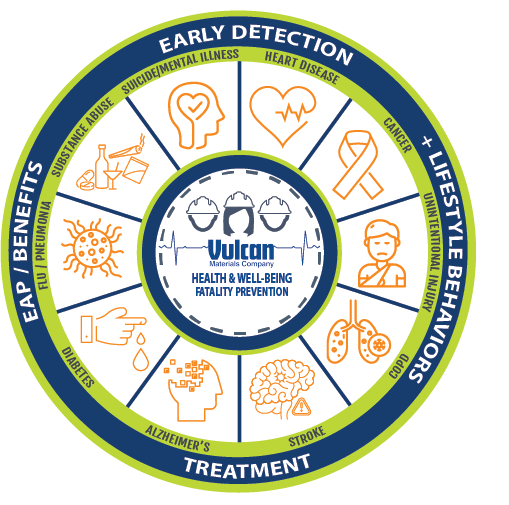 EARLY DETECTION
+ LIFESTYLE BEHAVIORS
TREATMENT
EAP / BENEFITS
HEART DISEASE
CANCER
UNINTENTIONAL INJURY
COPD
STROKE
ALZHEIMER'S
DIABETES
FLU / PNEUMONIA
SUBSTANCE ABUSE
SUICIDE/MENTAL ILLNESS
Vulcan
Materials Company
HEALTH & WELL-BEING
FATALITY PREVENTION